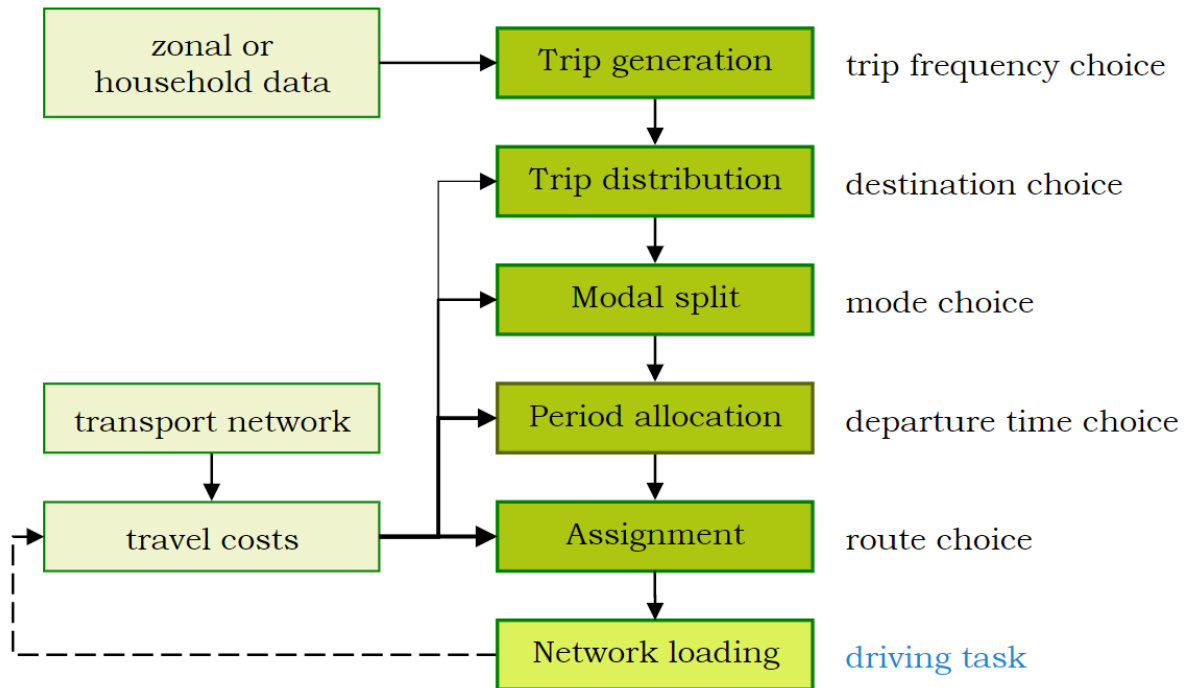 zonal or
household data
Trip generation
trip frequency choice
Trip distribution
destination choice
Modal split
mode choice
transport network
Period allocation
departure time choice
travel costs
Assignment
route choice
Network loading
driving task